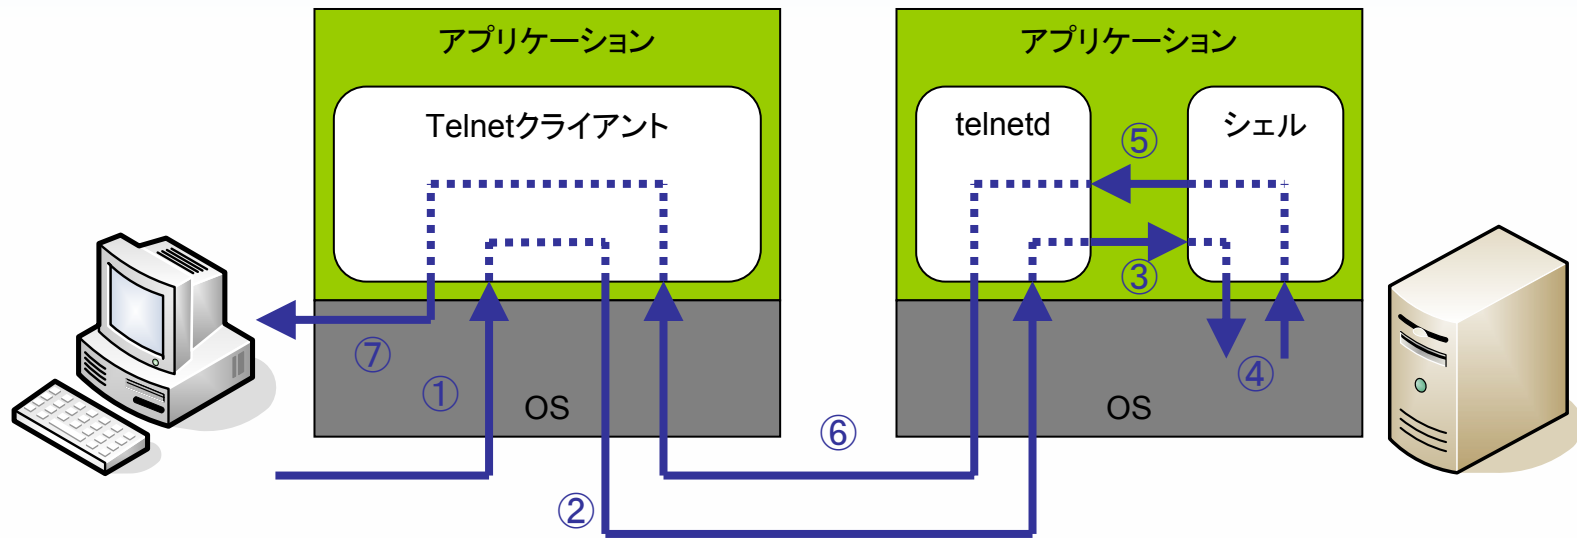 アプリケーション
アプリケーション
Telnetクライアント
telnetd
シェル
⑤
③
⑦
④
①
OS
OS
⑥
②